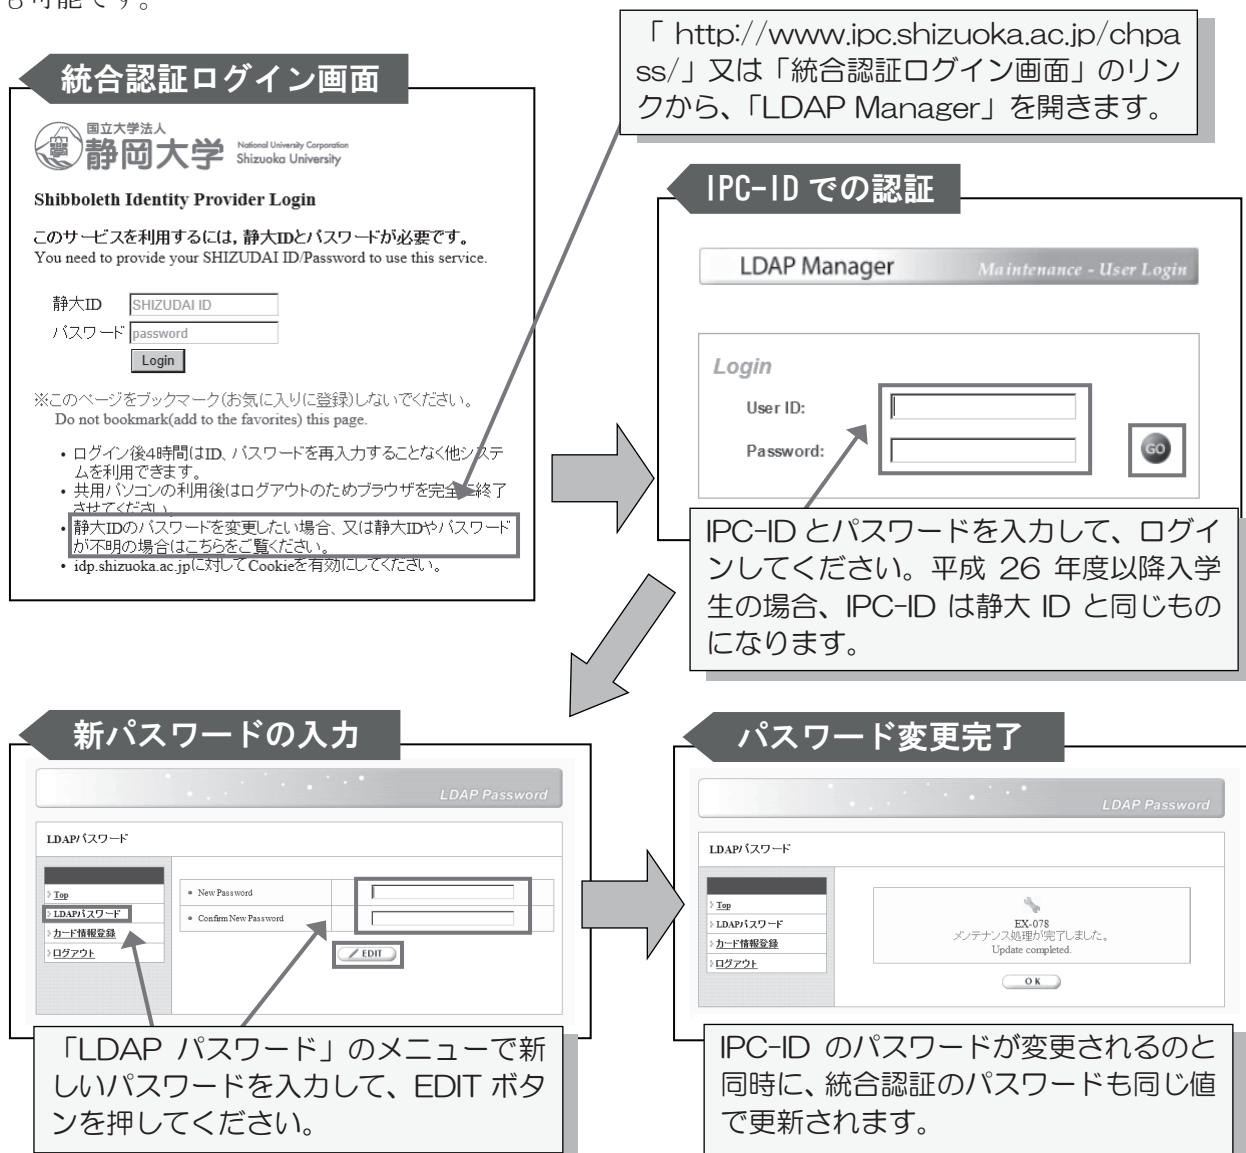 も可能です。
「 http://www.ipc.shizuoka.ac.jp/chpa
ss/」又は「統合認証ログイン画面」のリン
クから、「LDAP Manager」を開きます。
統合認証ログイン画面
国立大学法人
静岡大学
National University Corporation
Shizuoka University
Shibboleth Identity Provider Login
このサービスを利用するには, 静大IDとパスワードが必要です。
You need to provide your SHIZUDAI ID/Password to use this service.
静大ID SHIZUDAI ID
パスワード password
Login
※このページをブックマーク(お気に入りに登録)しないでください。
Do not bookmark(add to the favorites) this page.
• ログイン後4時間はID、パスワードを再入力することなく他システ
ムを利用できます。
• 共用パソコンの利用後はログアウトのためブラウザを完全に終了
させてください。
• 静大IDのパスワードを変更したい場合、又は静大IDやパスワード
が不明の場合はこちらをご覧ください。
• idp.shizuoka.ac.jpに対してCookieを有効にしてください。
IPC-ID での認証
LDAP Manager Maintenance - User Login
Login
User ID:
Password:
GO
IPC-ID とパスワードを入力して、ログイ
ンしてください。平成 26 年度以降入学
生の場合、IPC-ID は静大 ID と同じもの
になります。
新パスワードの入力
LDAP Password
LDAPパスワード
Top
LDAPパスワード
カード情報登録
ログアウト
New Password
Confirm New Password
EDIT
「LDAP パスワード」のメニューで新
しいパスワードを入力して、EDIT ボタ
ンを押してください。
パスワード変更完了
LDAP Password
LDAPパスワード
Top
LDAPパスワード
カード情報登録
ログアウト
EX-078
メンテナンス処理が完了しました。
Update completed.
O K
IPC-ID のパスワードが変更されるのと
同時に、統合認証のパスワードも同じ値
で更新されます。